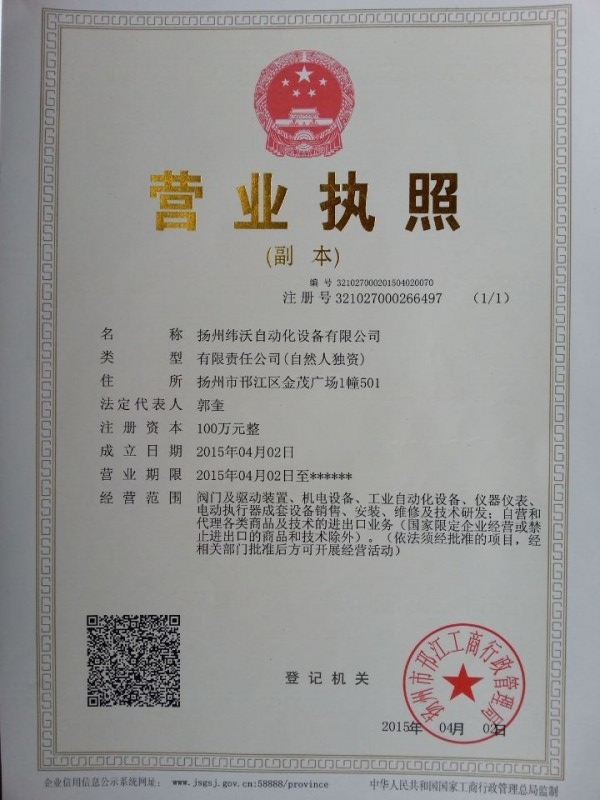 营业执照
(副 本)
编 号 321027000201504020070
注册号 321027000266497 (1/1)
名 称 扬州纬沃自动化设备有限公司
类 型 有限责任公司(自然人独资)
住 所 扬州市邗江区金茂广场1幢501
法定代表人 郭奎
注册资本 100万元整
成立日期 2015年04月02日
营业期限 2015年04月02日至******
经营范围 阀门及驱动装置、机电设备、工业自动化设备、仪器仪表、
电动执行器成套设备销售、安装、维修及技术研发；自营和
代理各类商品及技术的进出口业务（国家限定企业经营或禁
止进出口的商品和技术除外）。（依法须经批准的项目，经
相关部门批准后方可开展经营活动）
登记机关
扬州市邗江工商行政管理局
2015年 04月 02日
企业信用信息公示系统网址： www.jsgsj.gov.cn:58888/province
中华人民共和国国家工商行政管理总局监制